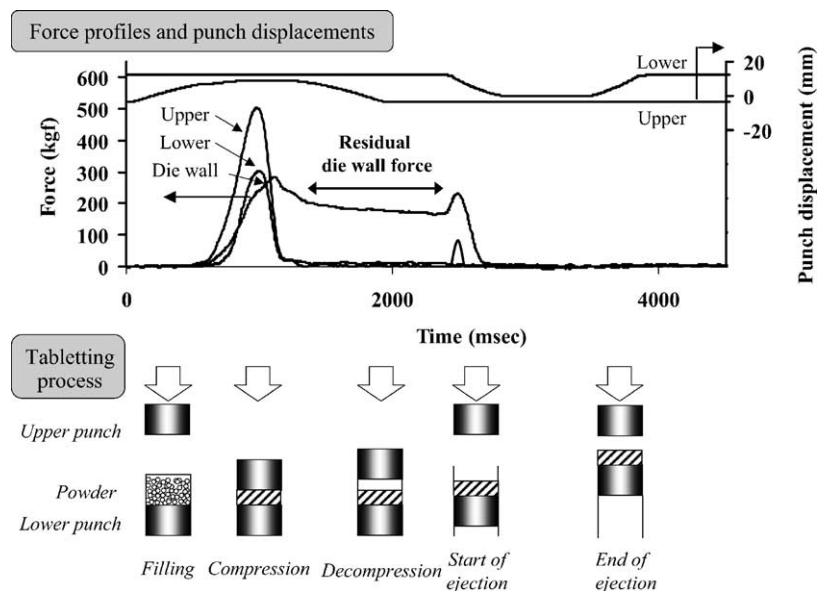 Force profiles and punch displacements
Force (kgf)
600
500
400
300
200
100
0
Upper
Lower
Die wall
Residual
die wall force
Lower
Upper
20
0
-20
Punch displacement (mm)
0
2000
4000
Time (msec)
Tabletting
process
Upper punch
Powder
Lower punch
Filling
Compression
Decompression
Start of
ejection
End of
ejection